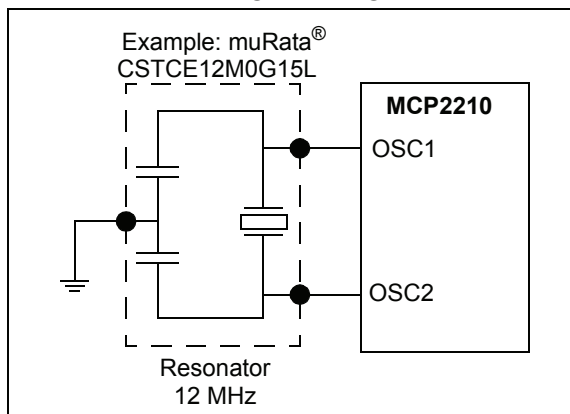 Example: muRata®
CSTCE12M0G15L
MCP2210
OSC1
OSC2
Resonator
12 MHz